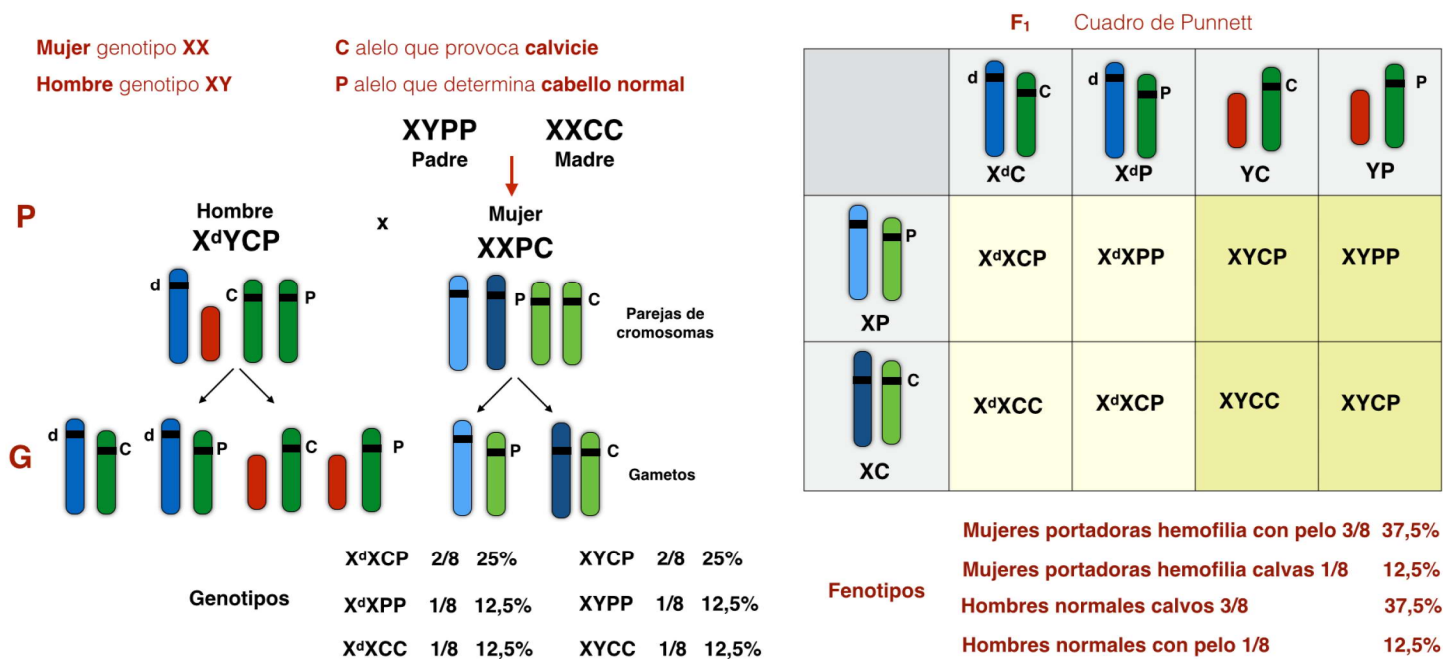 Mujer genotipo XX
Hombre genotipo XY
C alelo que provoca calvicie
P alelo que determina cabello normal
XYPP
Padre
XXCC
Madre
P
Hombre
XᵈYCP
x
Mujer
XXPC
d
C
P
P
C
Parejas de cromosomas
G
d
C
d
P
C
P
P
C
Gametos
Genotipos
XᵈXCP 2/8 25%
XᵈXPP 1/8 12,5%
XᵈXCC 1/8 12,5%
XYCP 2/8 25%
XYPP 1/8 12,5%
XYCC 1/8 12,5%
F₁ Cuadro de Punnett
d
C
d
P
C
P
XᵈC
XᵈP
YC
YP
P
XP
XᵈXCP
XᵈXPP
XYCP
XYPP
C
XC
XᵈXCC
XᵈXCP
XYCC
XYCP
Fenotipos
Mujeres portadoras hemofilia con pelo 3/8 37,5%
Mujeres portadoras hemofilia calvas 1/8 12,5%
Hombres normales calvos 3/8 37,5%
Hombres normales con pelo 1/8 12,5%